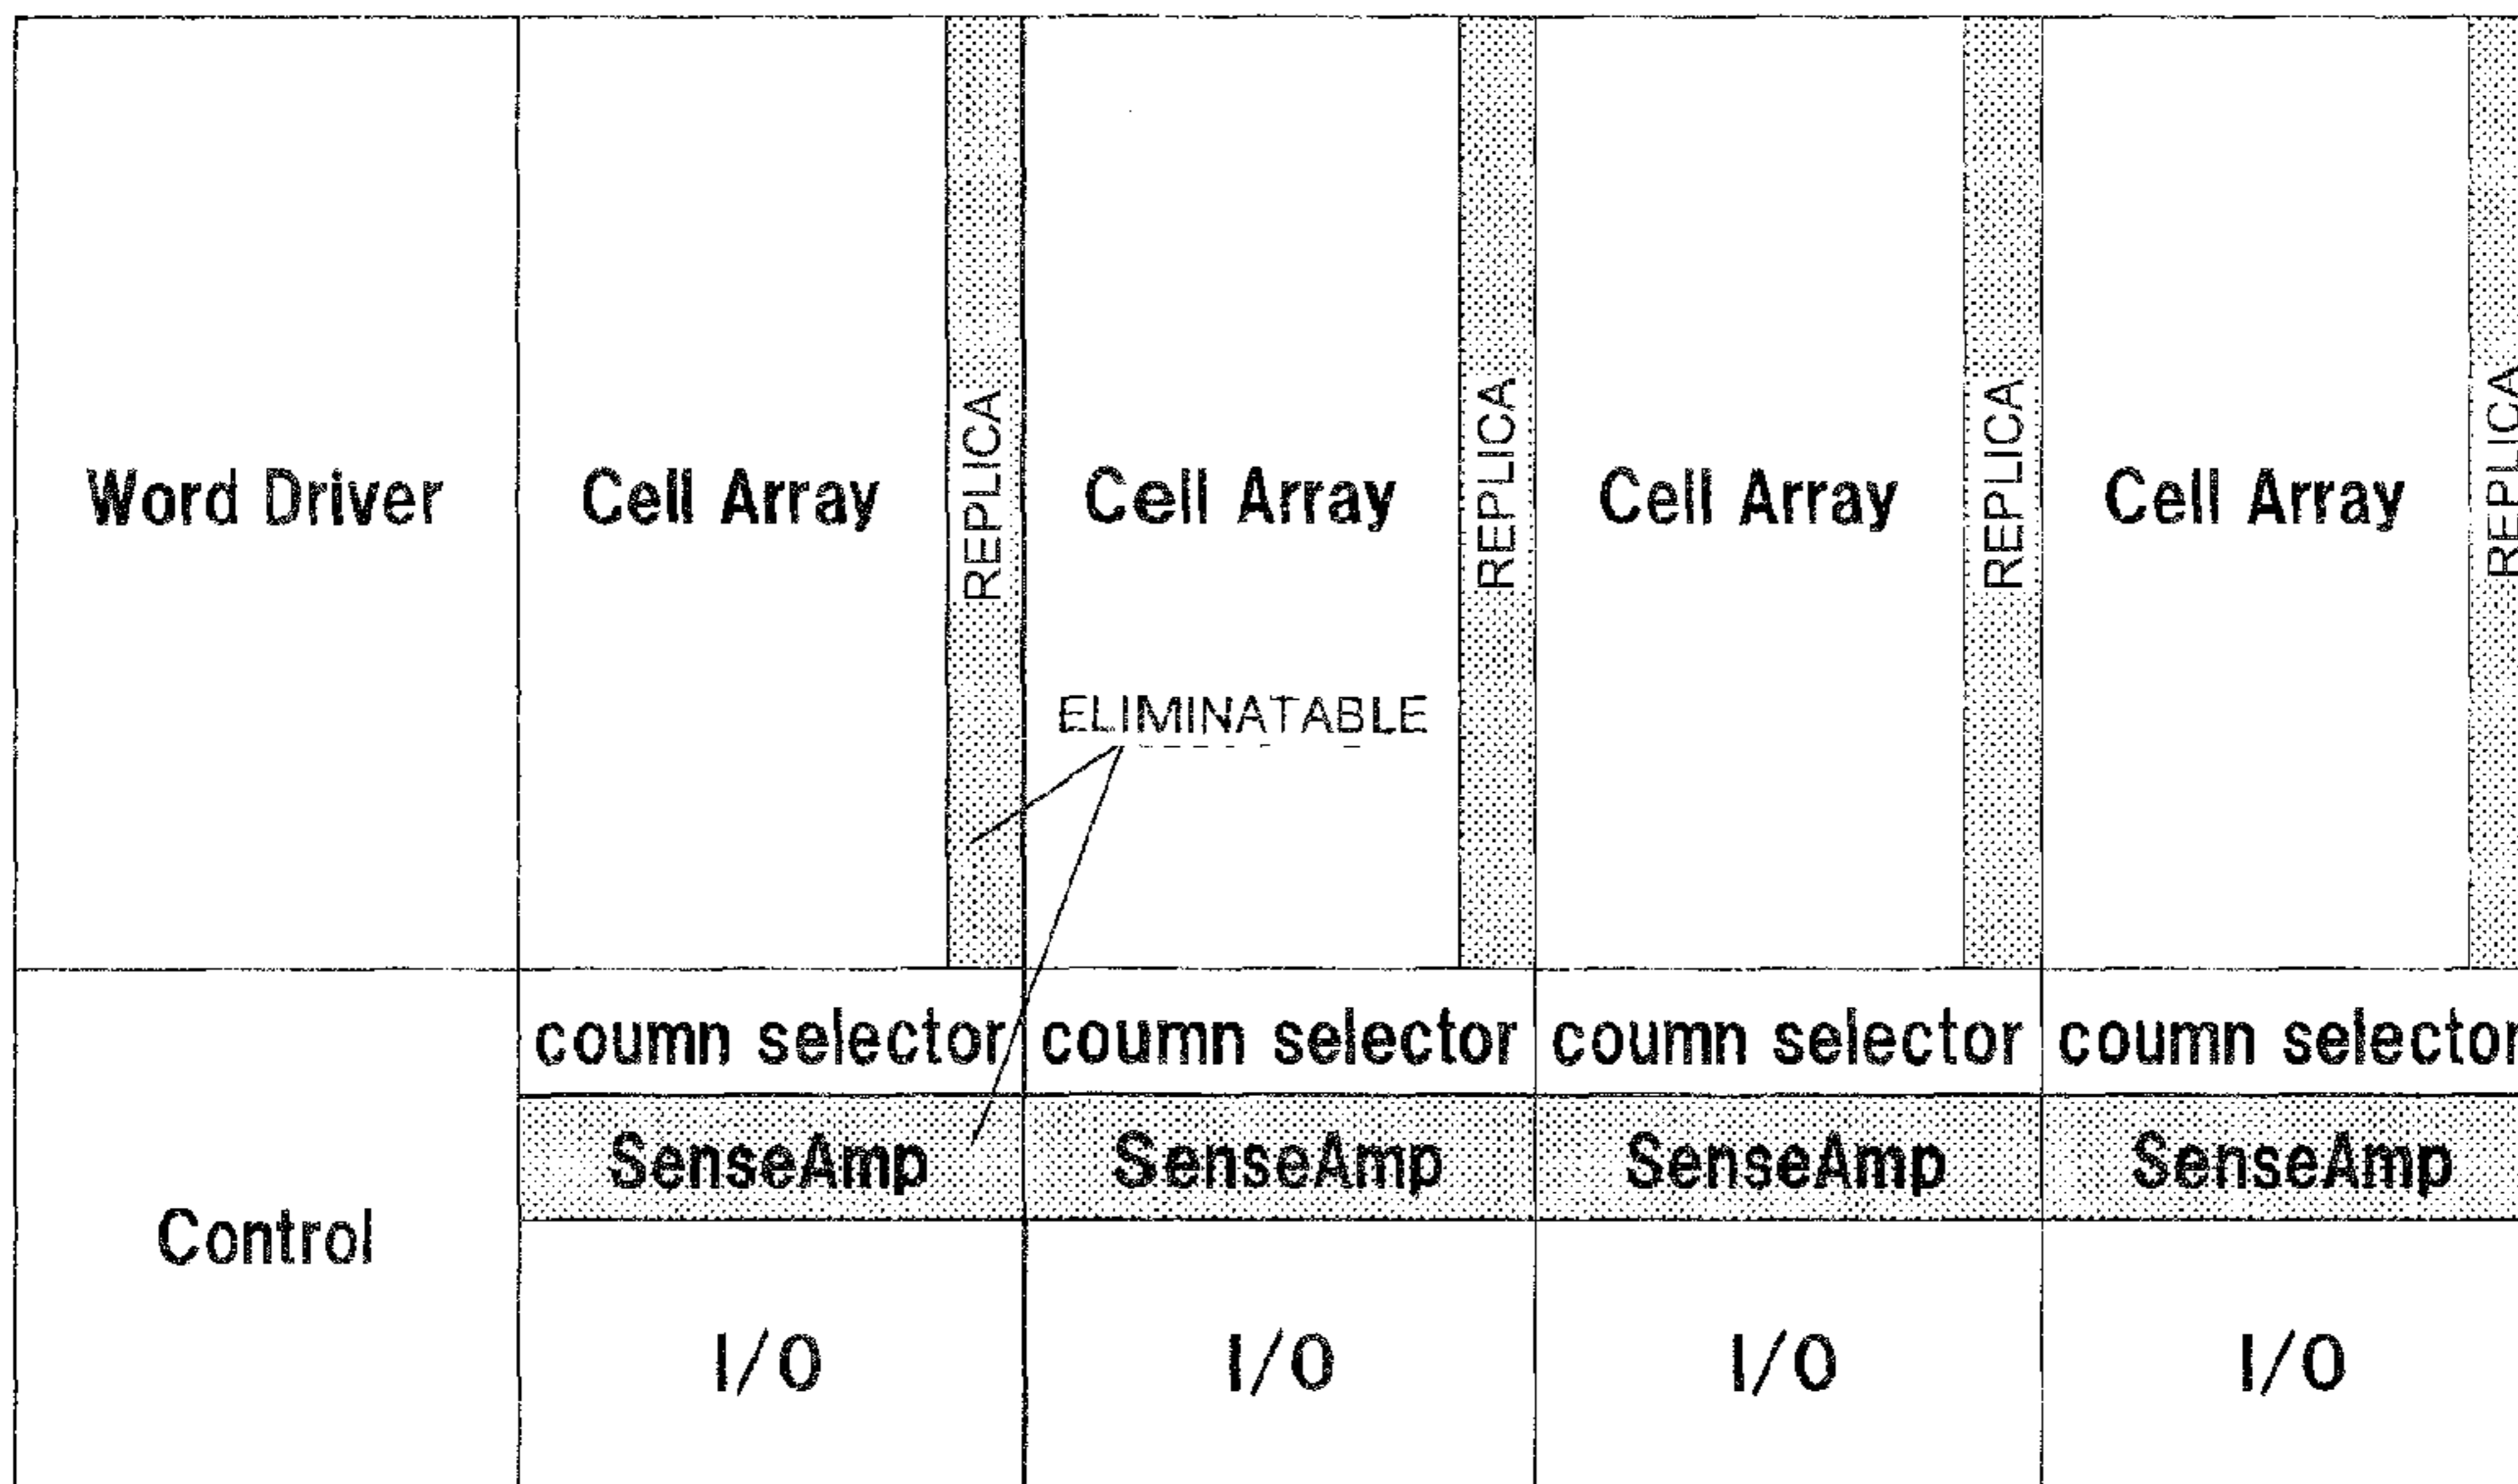 Word Driver
Cell Array
REPLICA
Cell Array
REPLICA
Cell Array
REPLICA
Cell Array
REPLICA
ELIMINATABLE
coumn selector
coumn selector
coumn selector
coumn selector
SenseAmp
SenseAmp
SenseAmp
SenseAmp
Control
I/O
I/O
I/O
I/O